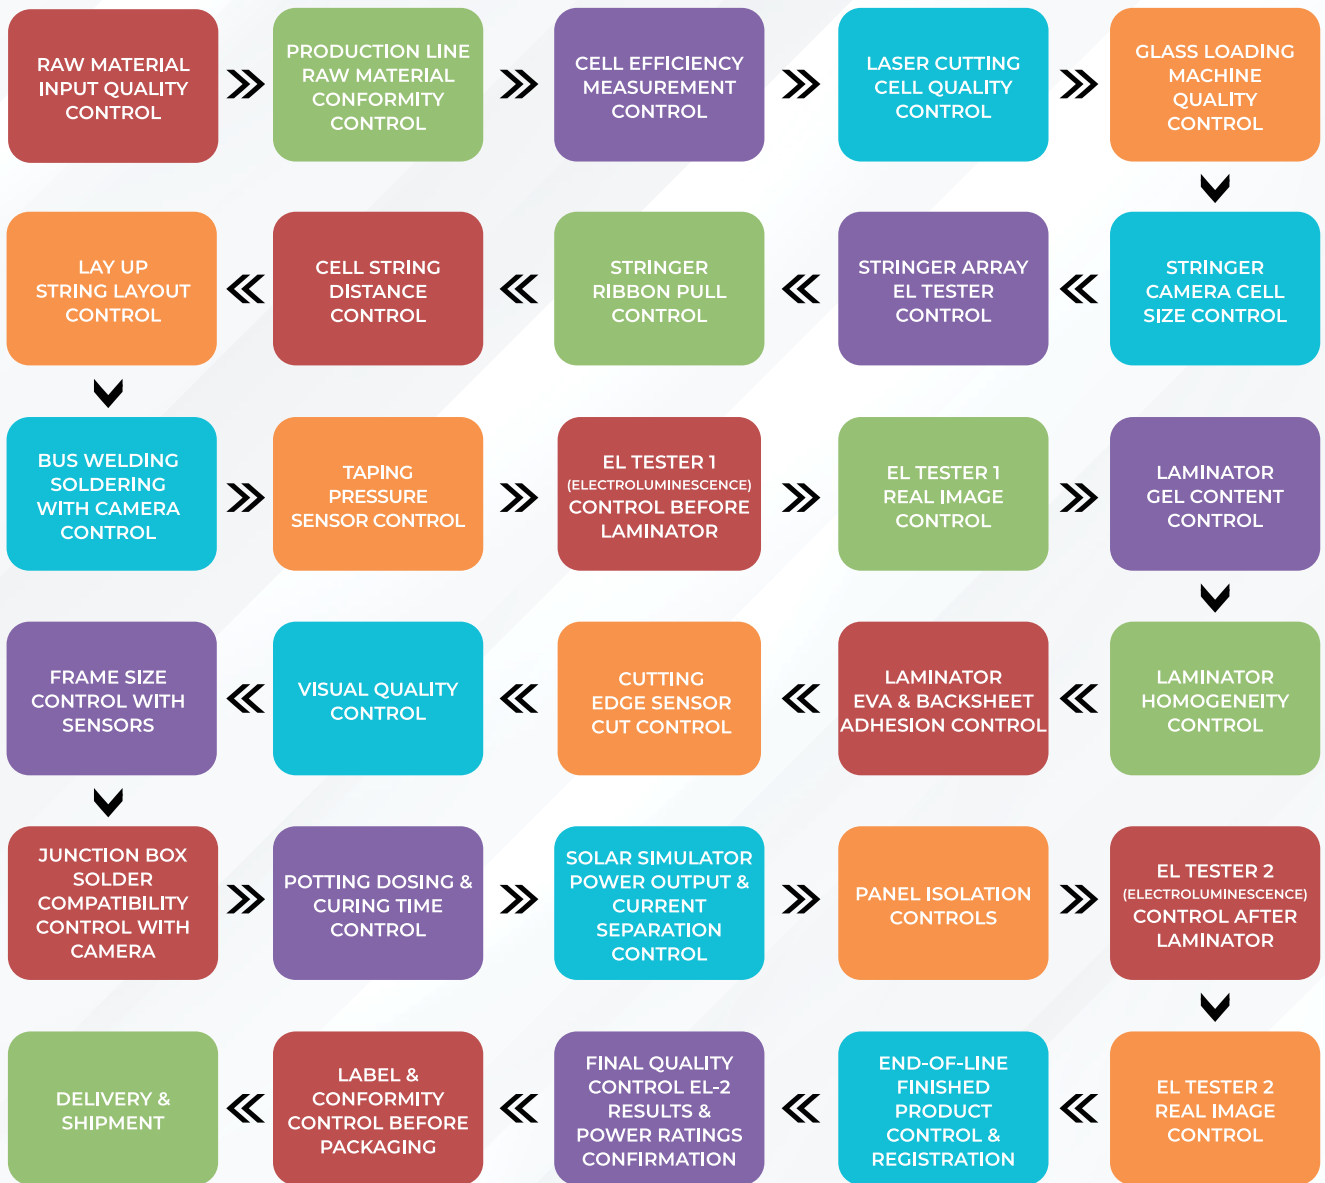 RAW MATERIAL
INPUT QUALITY
CONTROL
PRODUCTION LINE
RAW MATERIAL
CONFORMITY
CONTROL
CELL EFFICIENCY
MEASUREMENT
CONTROL
LASER CUTTING
CELL QUALITY
CONTROL
GLASS LOADING
MACHINE
QUALITY
CONTROL
STRINGER
CAMERA CELL
SIZE CONTROL
STRINGER ARRAY
EL TESTER
CONTROL
STRINGER
RIBBON PULL
CONTROL
CELL STRING
DISTANCE
CONTROL
LAY UP
STRING LAYOUT
CONTROL
BUS WELDING
SOLDERING
WITH CAMERA
CONTROL
TAPING
PRESSURE
SENSOR CONTROL
EL TESTER 1
(ELECTROLUMINESCENCE)
CONTROL BEFORE
LAMINATOR
EL TESTER 1
REAL IMAGE
CONTROL
LAMINATOR
GEL CONTENT
CONTROL
LAMINATOR
HOMOGENEITY
CONTROL
LAMINATOR
EVA & BACKSHEET
ADHESION CONTROL
CUTTING
EDGE SENSOR
CUT CONTROL
VISUAL QUALITY
CONTROL
FRAME SIZE
CONTROL WITH
SENSORS
JUNCTION BOX
SOLDER
COMPATIBILITY
CONTROL WITH
CAMERA
POTTING DOSING &
CURING TIME
CONTROL
SOLAR SIMULATOR
POWER OUTPUT &
CURRENT
SEPARATION
CONTROL
PANEL ISOLATION
CONTROLS
EL TESTER 2
(ELECTROLUMINESCENCE)
CONTROL AFTER
LAMINATOR
EL TESTER 2
REAL IMAGE
CONTROL
END-OF-LINE
FINISHED
PRODUCT
CONTROL &
REGISTRATION
FINAL QUALITY
CONTROL EL-2
RESULTS &
POWER RATINGS
CONFIRMATION
LABEL &
CONFORMITY
CONTROL BEFORE
PACKAGING
DELIVERY &
SHIPMENT